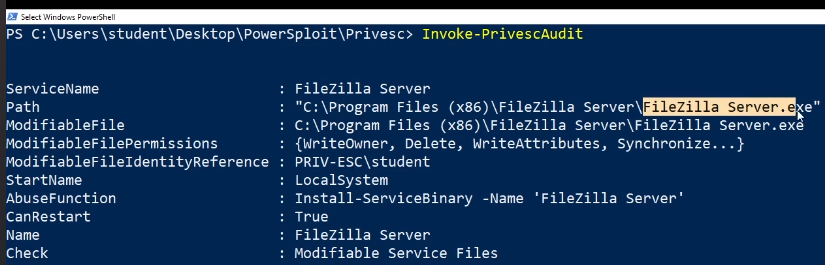 Select Windows PowerShell
PS C:\Users\student\Desktop\PowerSploit\Privesc> Invoke-PrivescAudit
ServiceName : FileZilla Server
Path : "C:\Program Files (x86)\FileZilla Server\FileZilla Server.exe"
ModifiableFile : C:\Program Files (x86)\FileZilla Server\FileZilla Server.exe
ModifiableFilePermissions : {WriteOwner, Delete, WriteAttributes, Synchronize...}
ModifiableFileIdentityReference : PRIV-ESC\student
StartName : LocalSystem
AbuseFunction : Install-ServiceBinary -Name 'FileZilla Server'
CanRestart : True
Name : FileZilla Server
Check : Modifiable Service Files